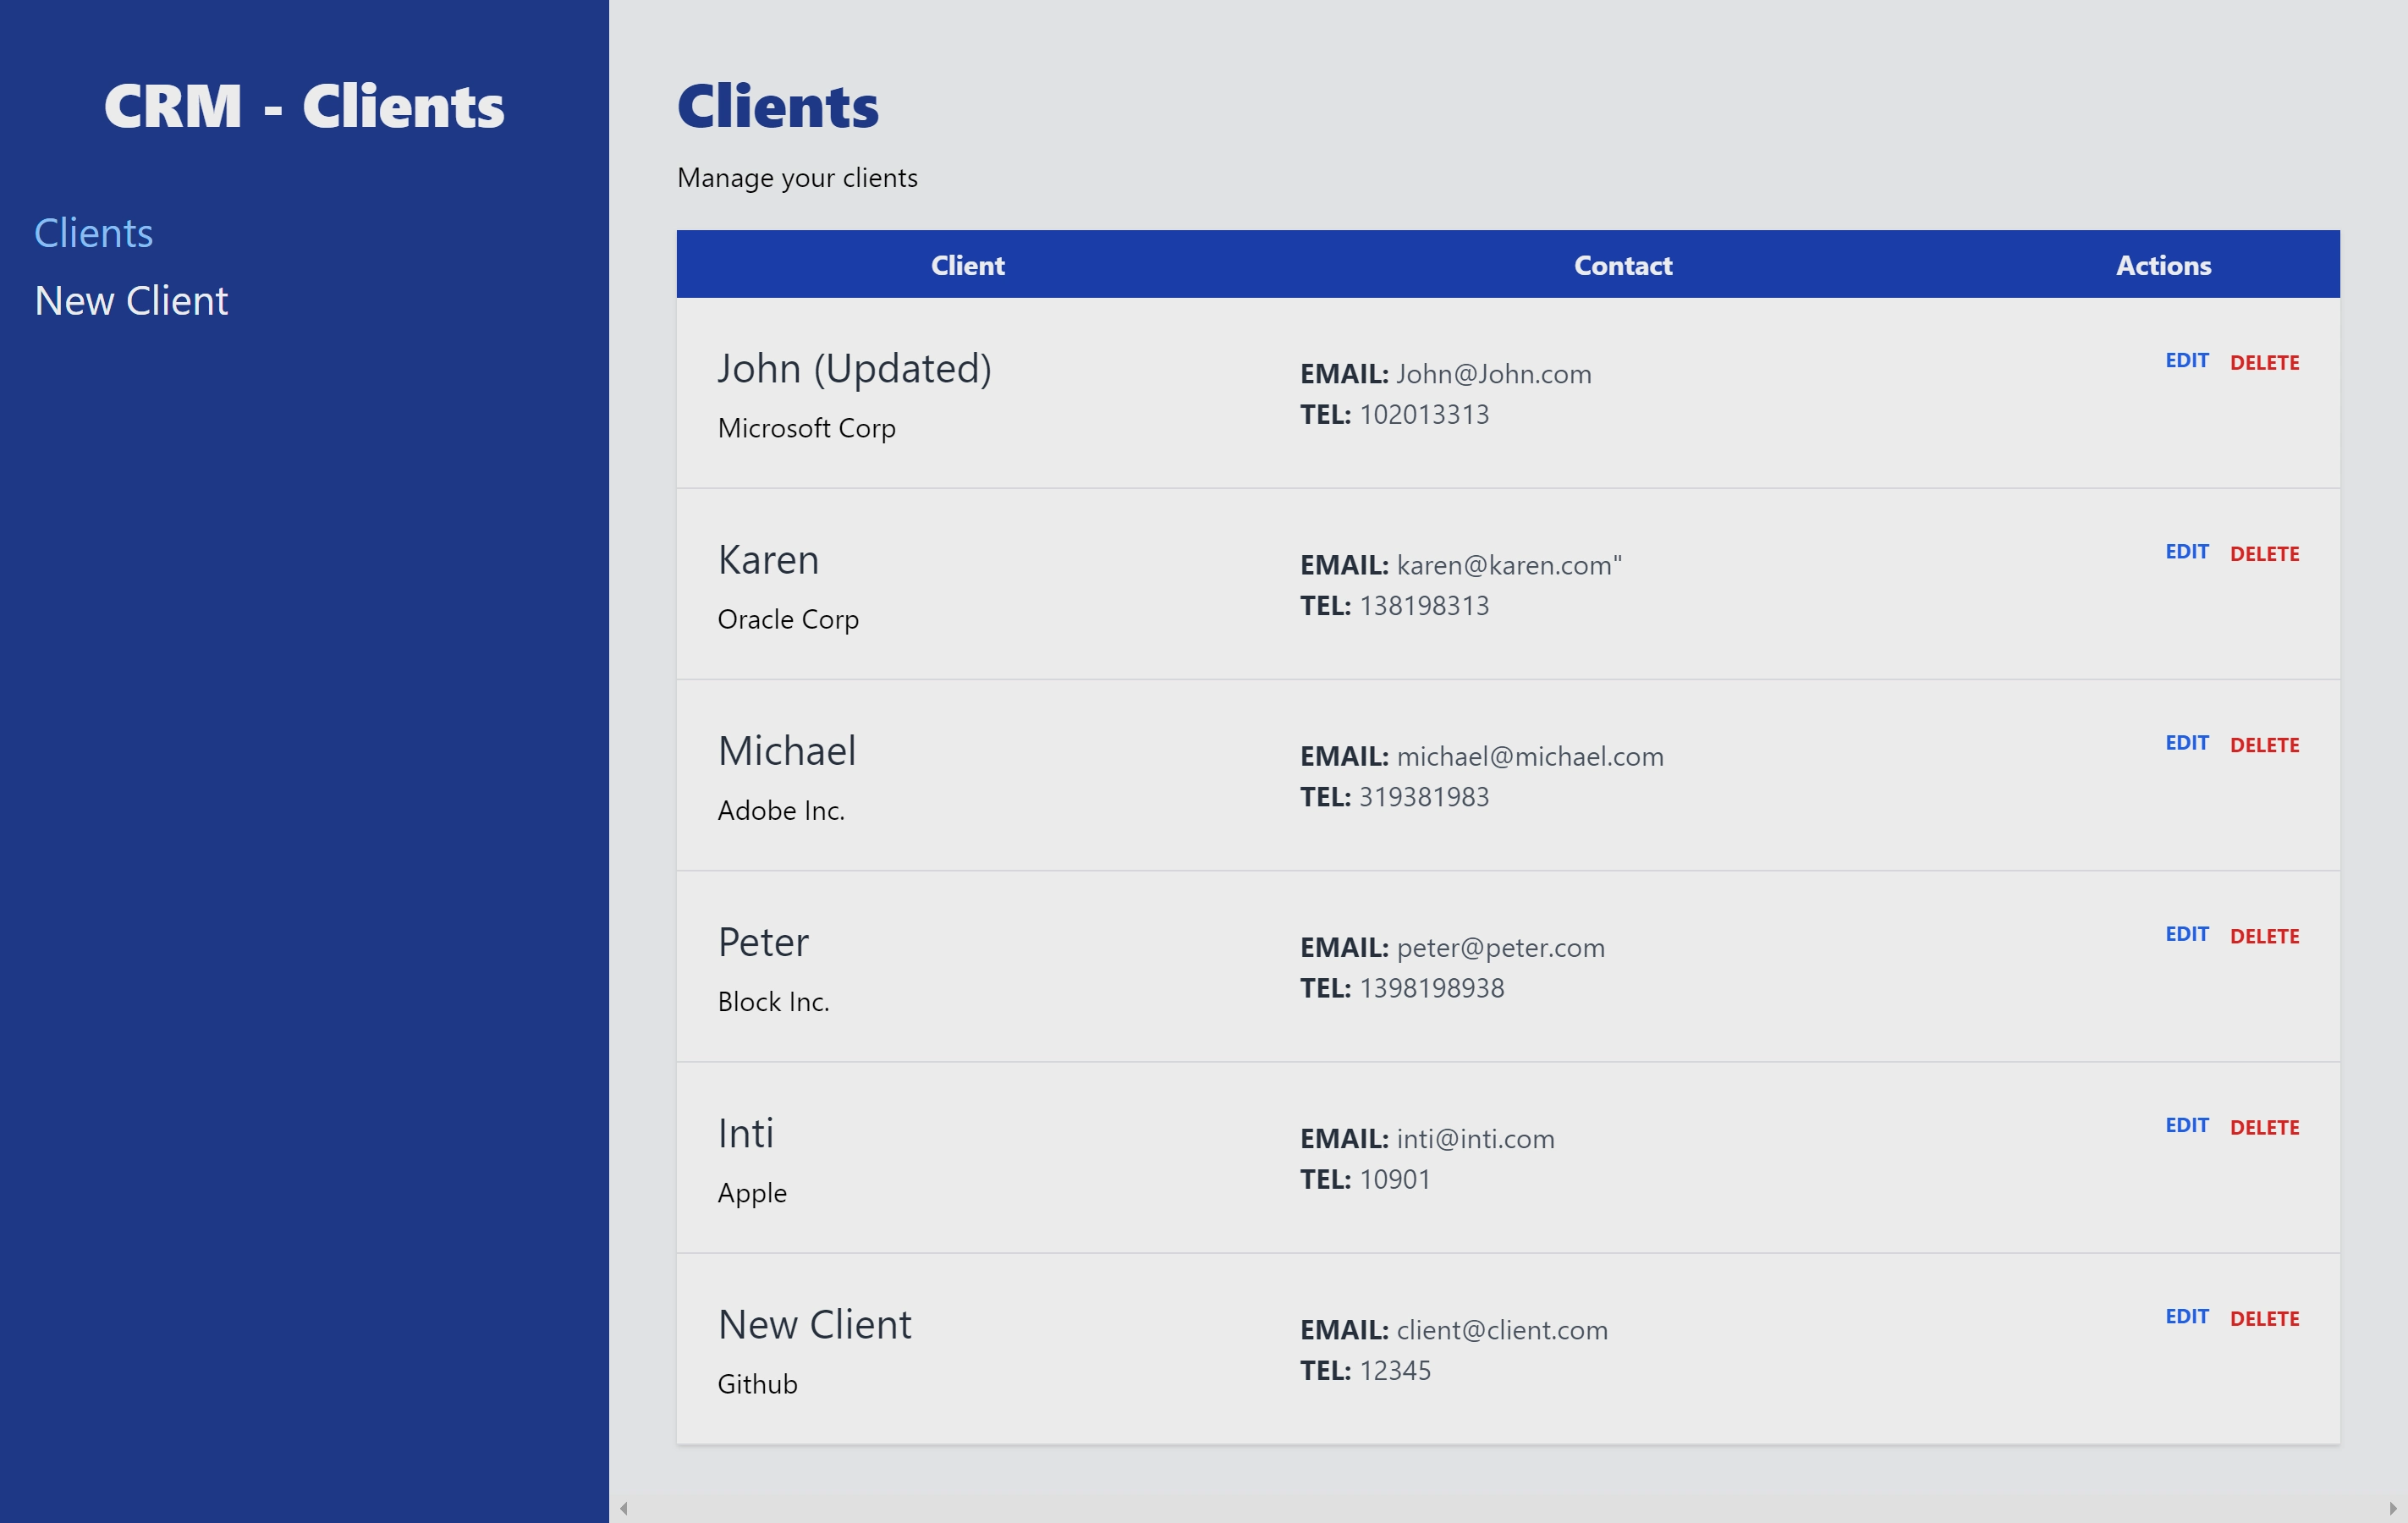 CRM - Clients
Clients
New Client
Clients
Manage your clients
Client Contact Actions
John (Updated)
Microsoft Corp
EMAIL: John@John.com
TEL: 102013313
EDIT DELETE
Karen
Oracle Corp
EMAIL: karen@karen.com"
TEL: 138198313
EDIT DELETE
Michael
Adobe Inc.
EMAIL: michael@michael.com
TEL: 319381983
EDIT DELETE
Peter
Block Inc.
EMAIL: peter@peter.com
TEL: 1398198938
EDIT DELETE
Inti
Apple
EMAIL: inti@inti.com
TEL: 10901
EDIT DELETE
New Client
Github
EMAIL: client@client.com
TEL: 12345
EDIT DELETE